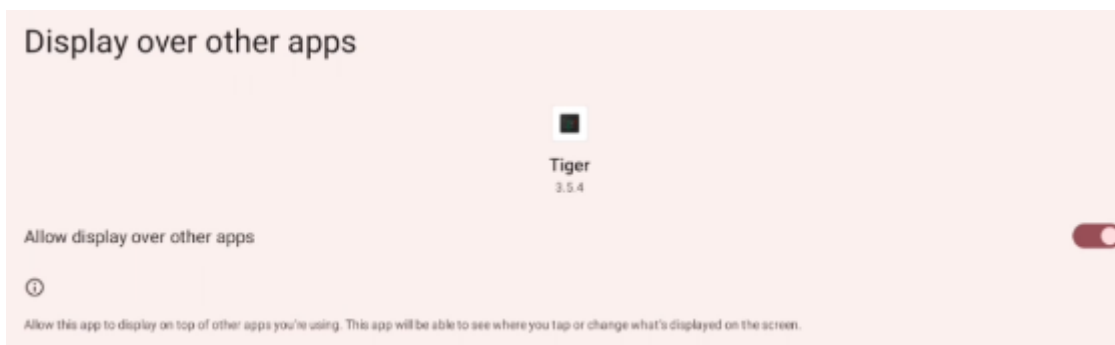 Display over other apps
Tiger
3.5.4
Allow display over other apps
Allow this app to display on top of other apps you're using. This app will be able to see where you tap or change what's displayed on the screen.